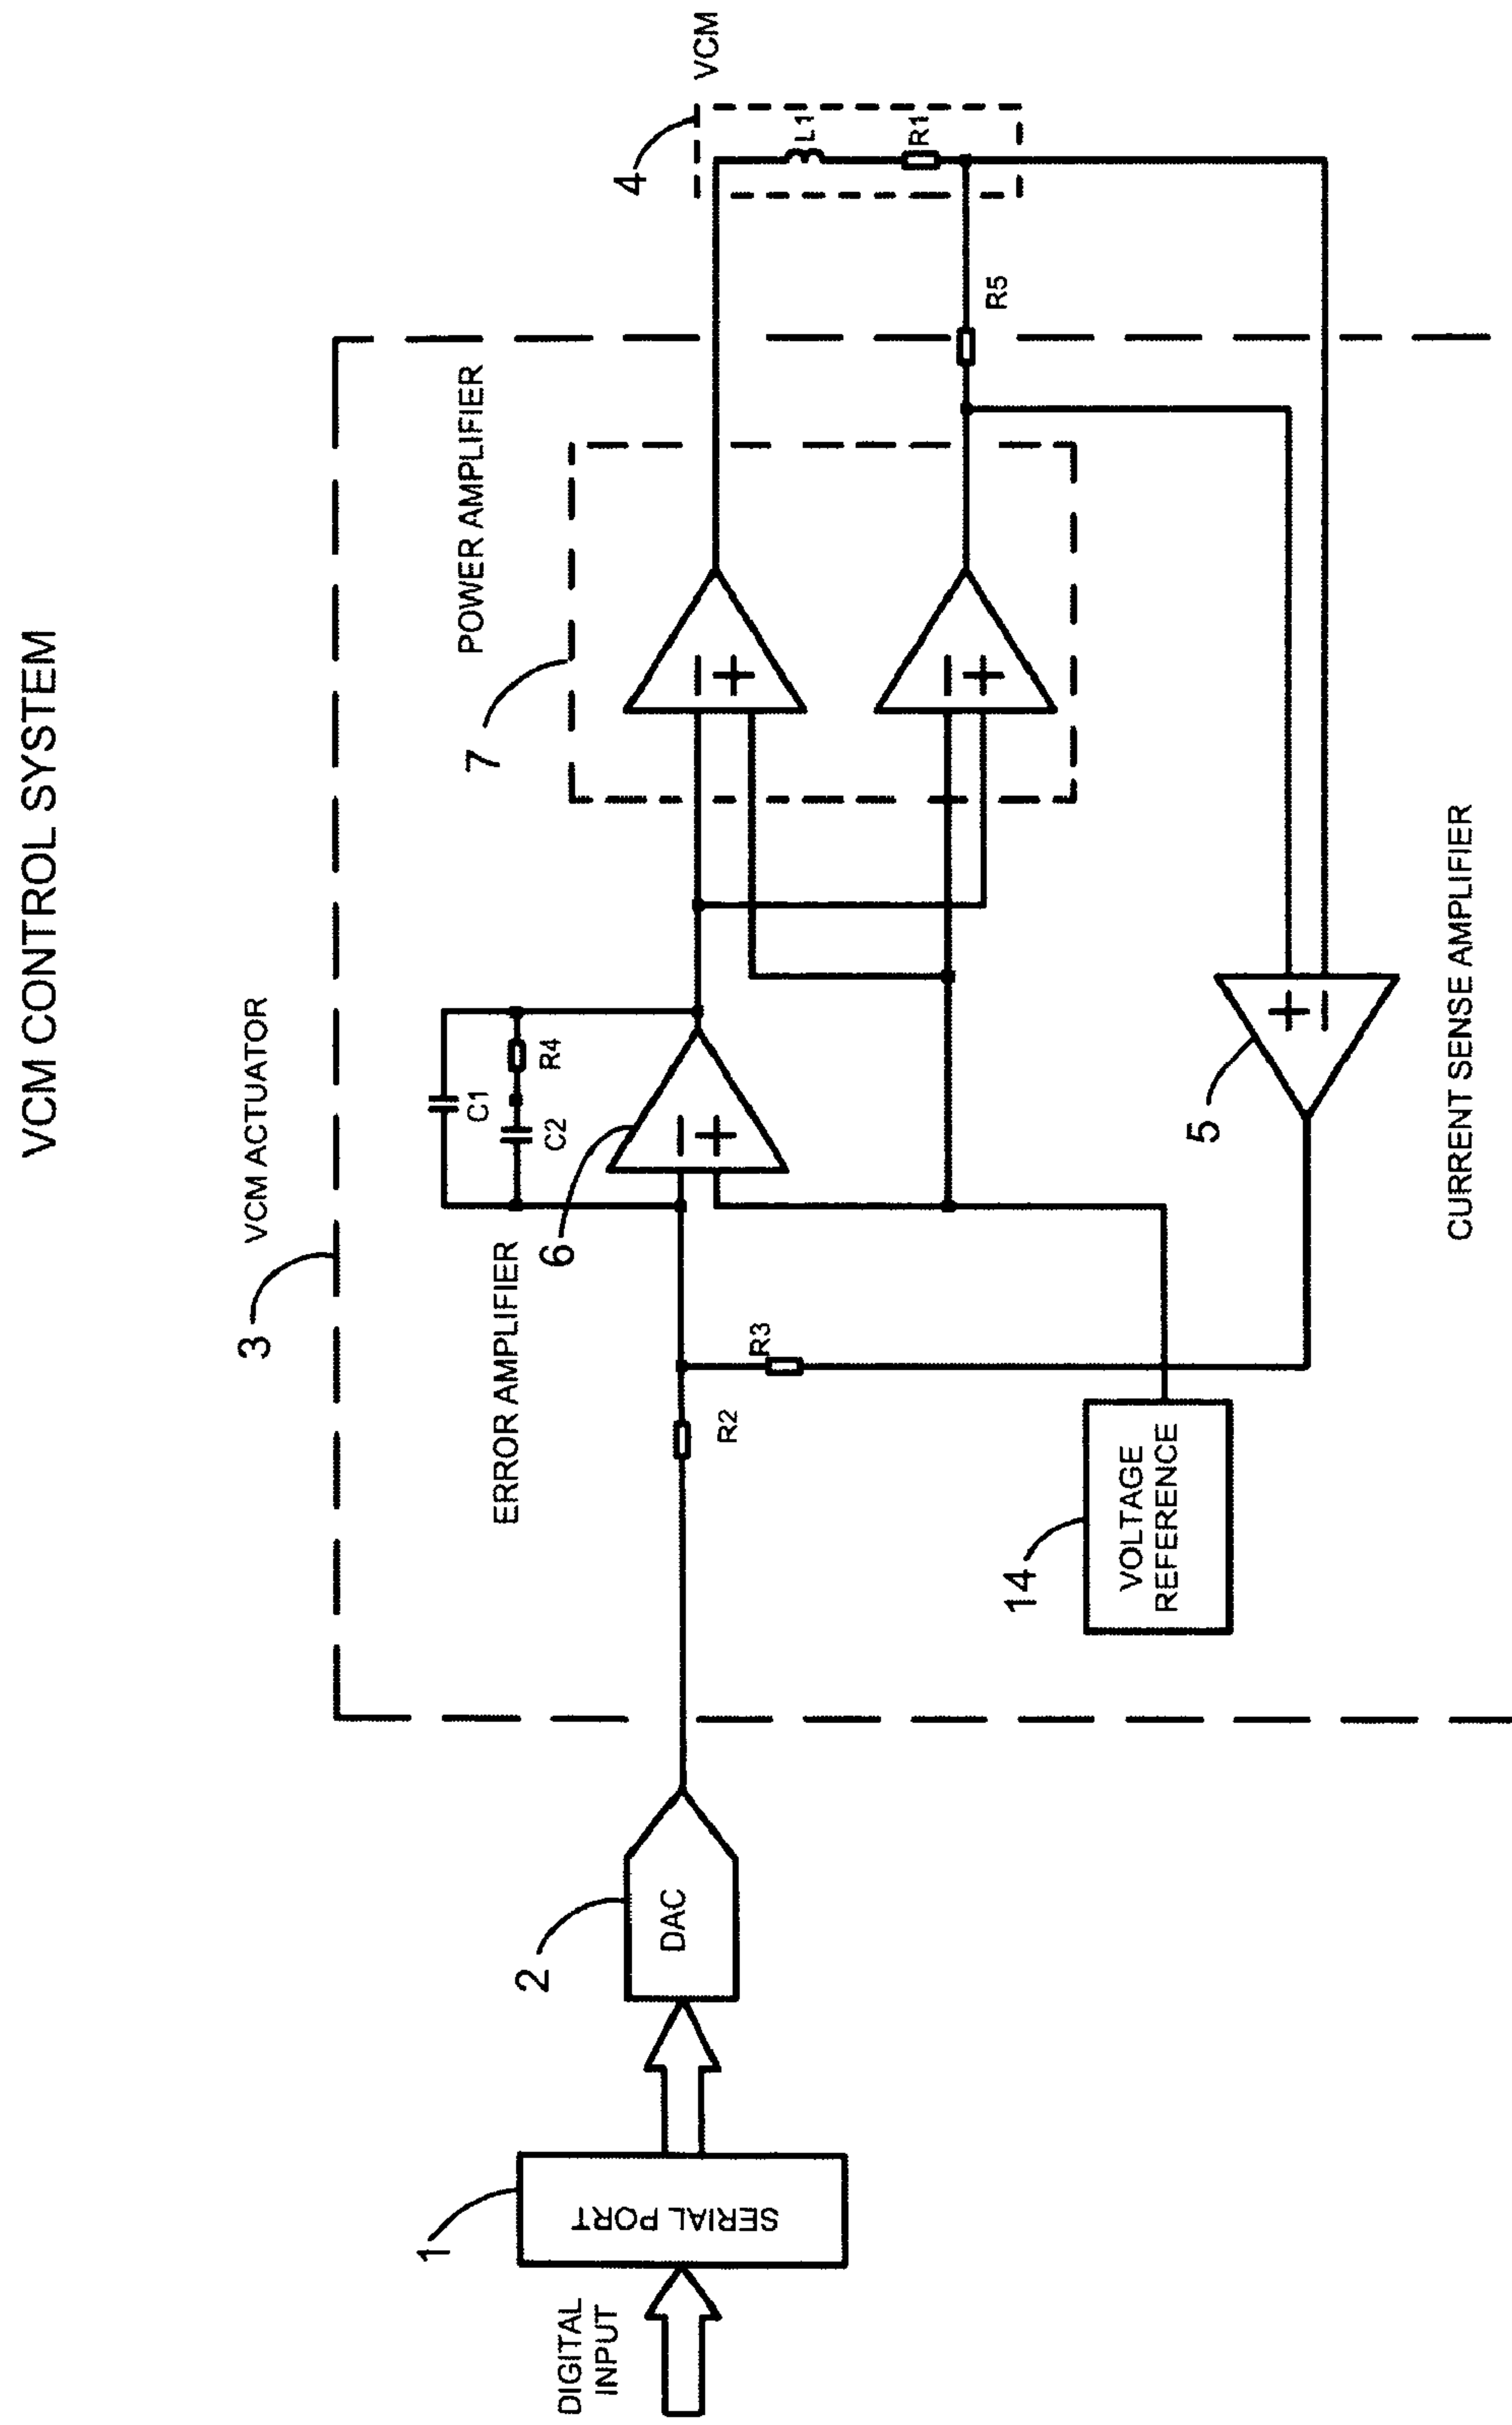 VCM CONTROL SYSTEM
3
VCM ACTUATOR
DIGITAL
INPUT
1
SERIAL PORT
2
DAC
ERROR AMPLIFIER
6
C1
C2
R4
R2
R3
14
VOLTAGE
REFERENCE
7
POWER AMPLIFIER
−
+
−
+
−
+
4
VCM
L1
R1
R5
5
+
−
CURRENT SENSE AMPLIFIER